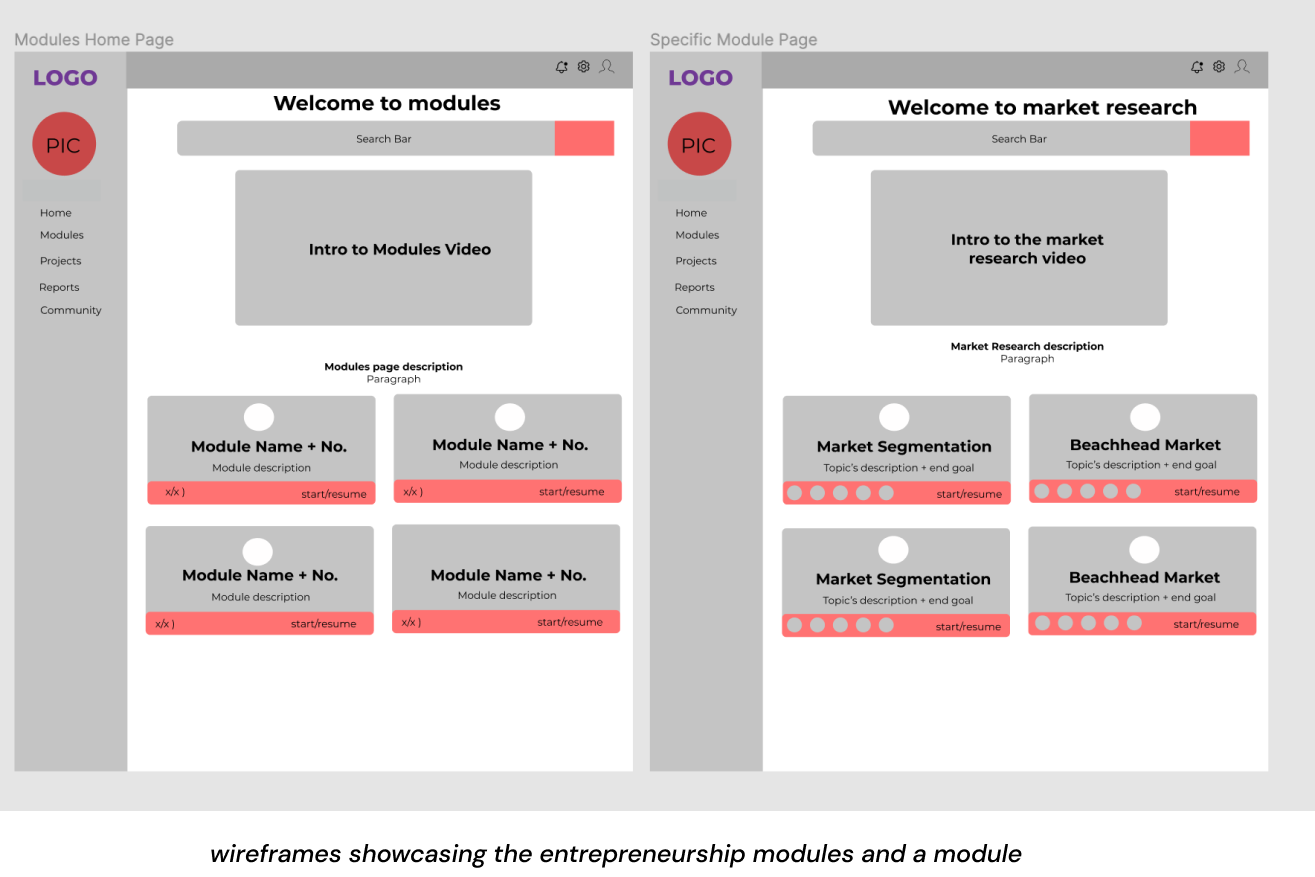 Modules Home Page
LOGO
PIC
Home
Modules
Projects
Reports
Community
Welcome to modules
Search Bar
Intro to Modules Video
Modules page description
Paragraph
Module Name + No.
Module description
x/x )
start/resume
Module Name + No.
Module description
x/x )
start/resume
Module Name + No.
Module description
x/x )
start/resume
Module Name + No.
Module description
x/x )
start/resume
Specific Module Page
LOGO
PIC
Home
Modules
Projects
Reports
Community
Welcome to market research
Search Bar
Intro to the market
research video
Market Research description
Paragraph
Market Segmentation
Topic's description + end goal
start/resume
Beachhead Market
Topic's description + end goal
start/resume
Market Segmentation
Topic's description + end goal
start/resume
Beachhead Market
Topic's description + end goal
start/resume
wireframes showcasing the entrepreneurship modules and a module